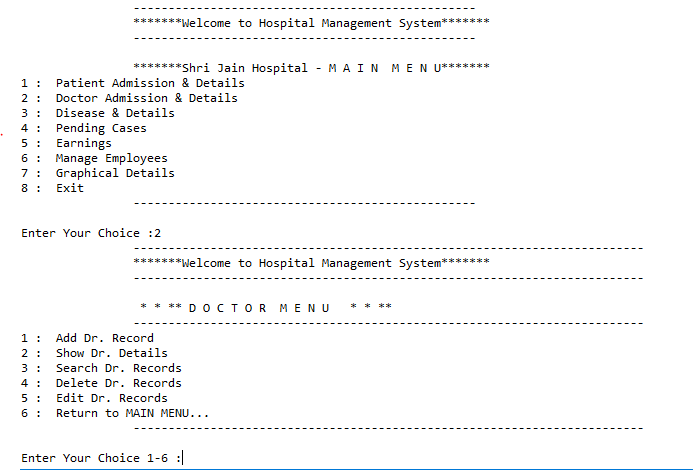 -------------------------------------------------
*******Welcome to Hospital Management System*******
-------------------------------------------------
*******Shri Jain Hospital - M A I N  M E N U*******
1 :  Patient Admission & Details
2 :  Doctor Admission & Details
3 :  Disease & Details
4 :  Pending Cases
5 :  Earnings
6 :  Manage Employees
7 :  Graphical Details
8 :  Exit
-------------------------------------------------
Enter Your Choice :2
-------------------------------------------------------------------------
*******Welcome to Hospital Management System*******
-------------------------------------------------------------------------
* * ** D O C T O R  M E N U   * * **
-------------------------------------------------------------------------
1 :  Add Dr. Record
2 :  Show Dr. Details
3 :  Search Dr. Records
4 :  Delete Dr. Records
5 :  Edit Dr. Records
6 :  Return to MAIN MENU...
-------------------------------------------------------------------------
Enter Your Choice 1-6 :